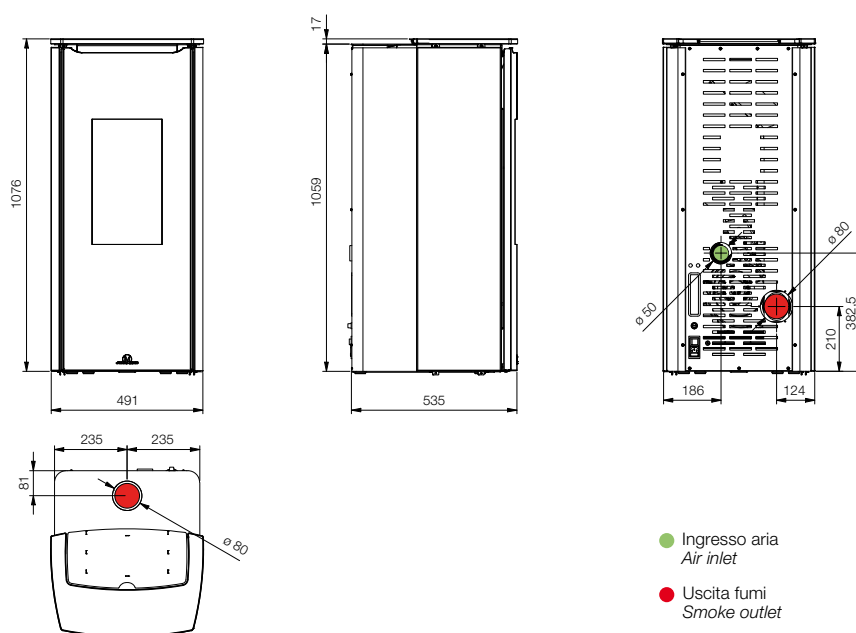 17
1076
1059
491
535
ø 50
ø 80
382,5
210
186
124
235
235
81
ø 80
Ingresso aria
Air inlet
Uscita fumi
Smoke outlet